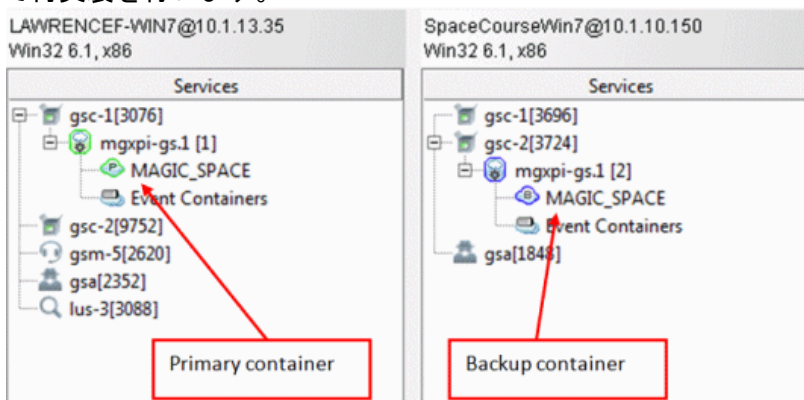 LAWRENCEF-WIN7@10.1.13.35
Win32 6.1, x86
Services
gsc-1[3076]
mgxpi-gs.1 [1]
MAGIC_SPACE
Event Containers
gsc-2[9752]
gsm-5[2620]
gsa[2352]
lus-3[3088]
Primary container
SpaceCourseWin7@10.1.10.150
Win32 6.1, x86
Services
gsc-1[3696]
gsc-2[3724]
mgxpi-gs.1 [2]
MAGIC_SPACE
Event Containers
gsa[1848]
Backup container